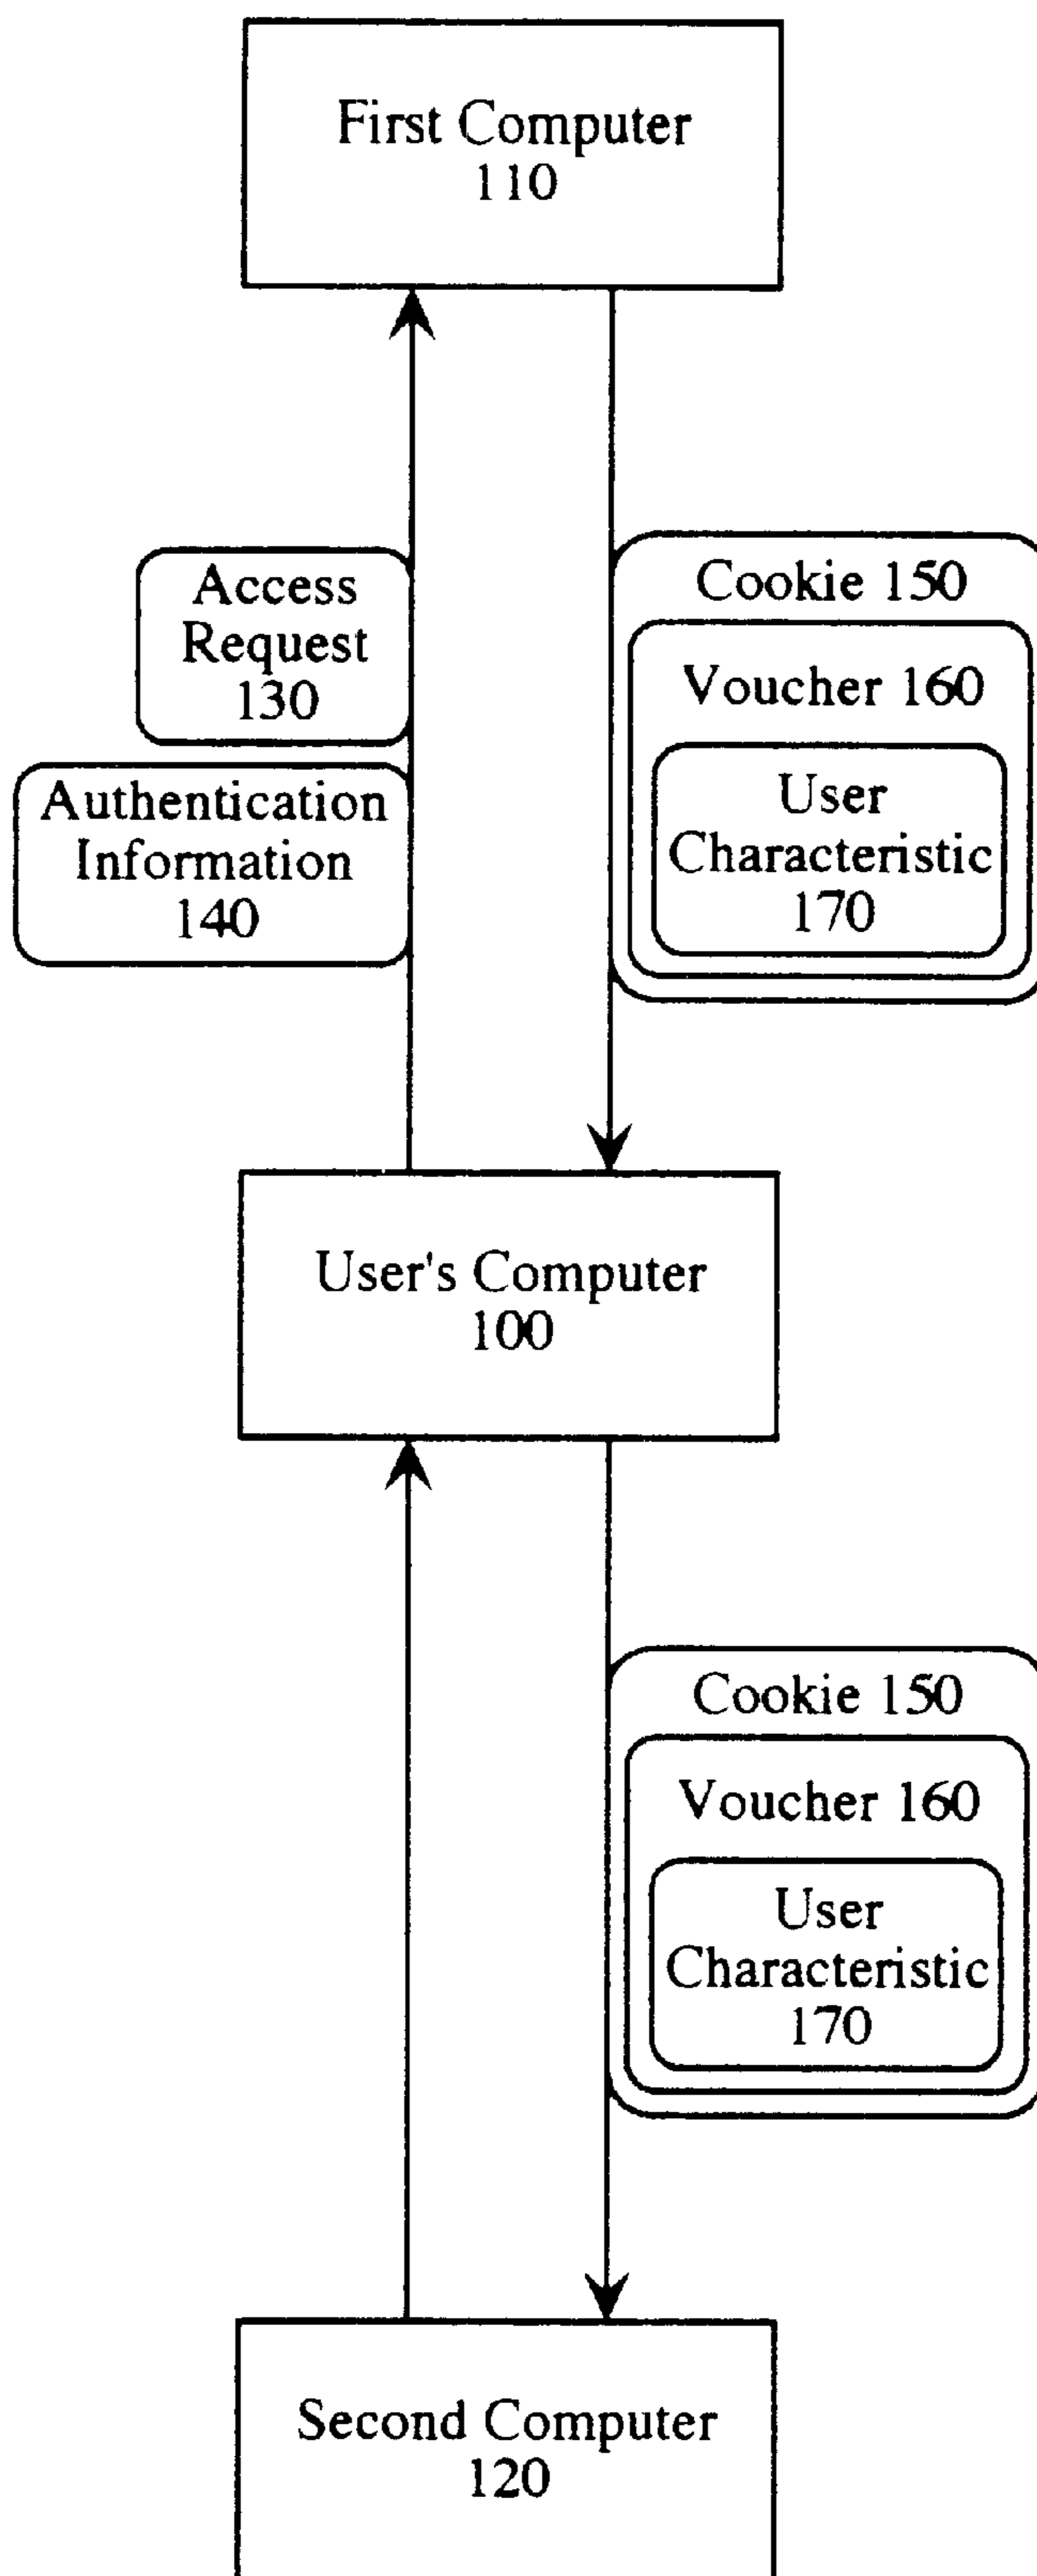 First Computer
110
Access
Request
130
Authentication
Information
140
Cookie 150
Voucher 160
User
Characteristic
170
User's Computer
100
Cookie 150
Voucher 160
User
Characteristic
170
Second Computer
120